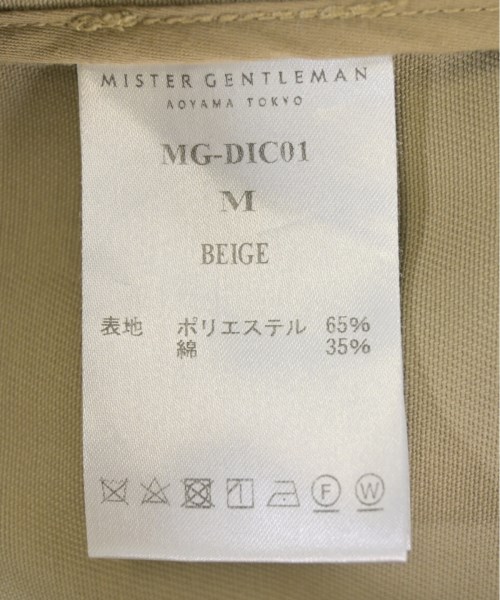 MISTER GENTLEMAN
AOYAMA TOKYO
MG-DIC01
M
BEIGE
表地 ポリエステル 65%
綿 35%
F W